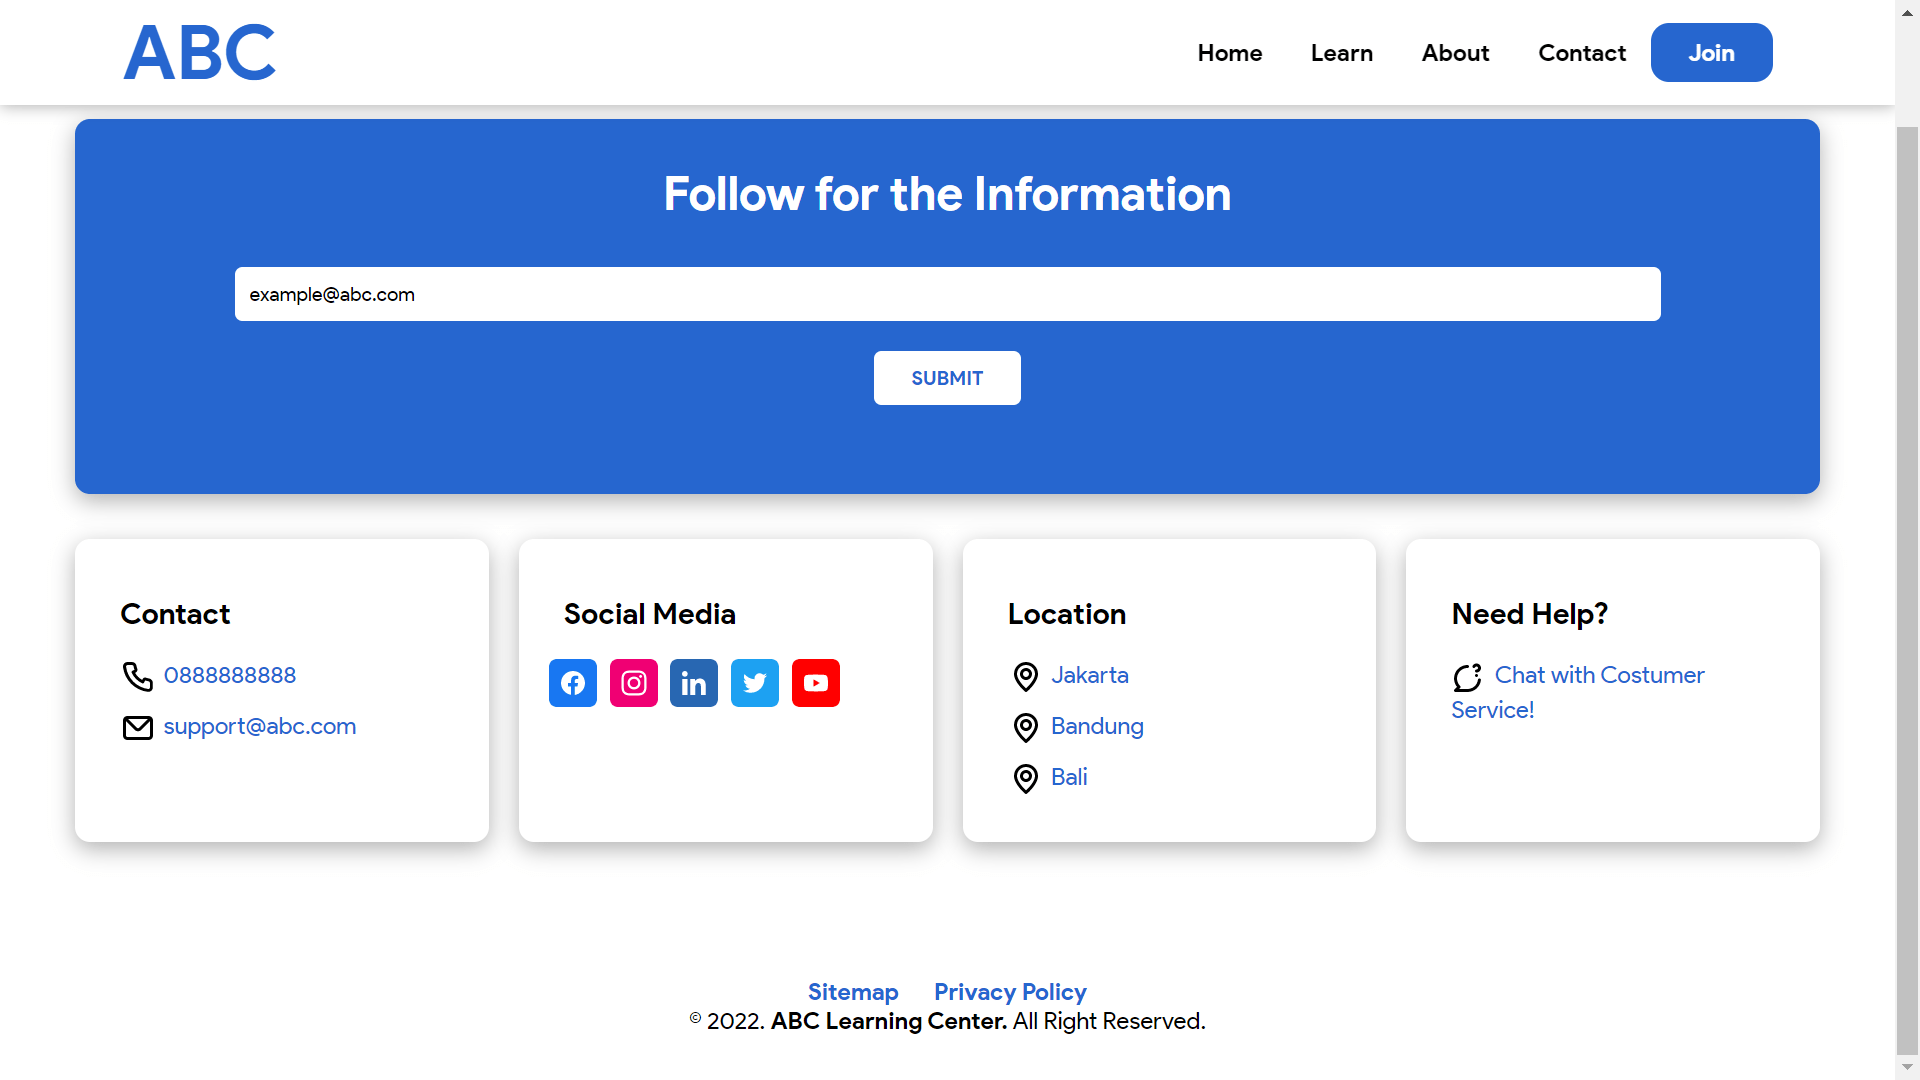 ABC
Home Learn About Contact Join
Follow for the Information
example@abc.com
SUBMIT
Contact
0888888888
support@abc.com
Social Media
Location
Jakarta
Bandung
Bali
Need Help?
Chat with Costumer
Service!
Sitemap Privacy Policy
© 2022. ABC Learning Center. All Right Reserved.